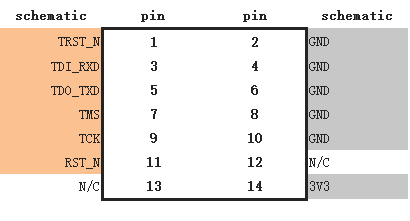 schematic pin pin schematic
TRST_N 1 2 GND
TDI_RXD 3 4 GND
TDO_TXD 5 6 GND
TMS 7 8 GND
TCK 9 10 GND
RST_N 11 12 N/C
N/C 13 14 3V3